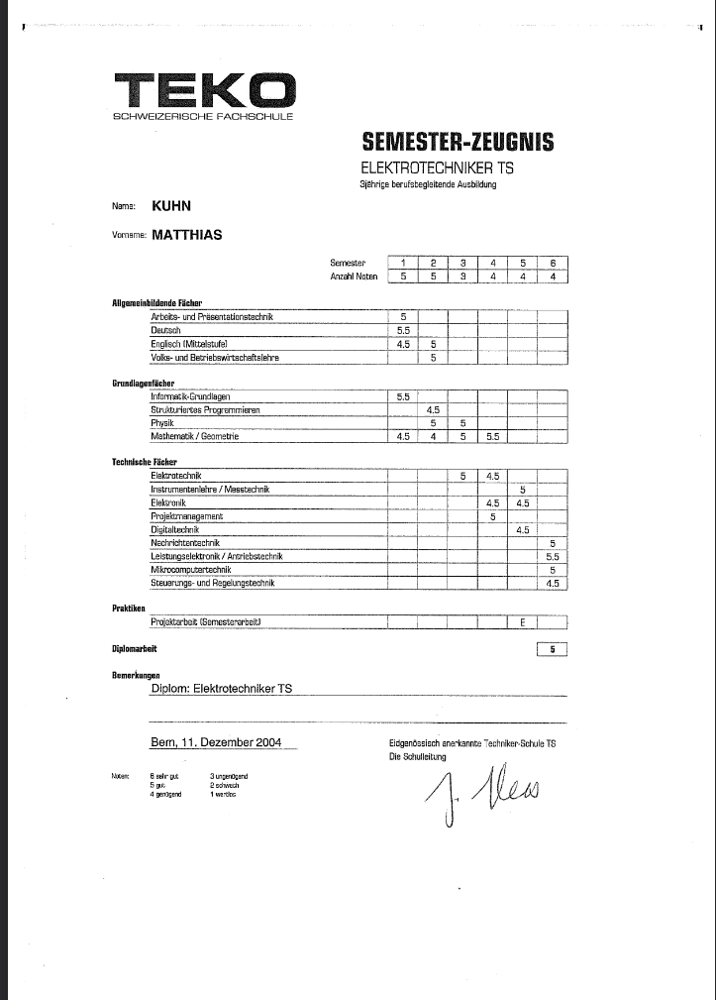 TEKO
SCHWEIZERISCHE FACHSCHULE
SEMESTER-ZEUGNIS
ELEKTROTECHNIKER TS
3jährige berufsbegleitende Ausbildung
Name: KUHN
Vorname: MATTHIAS
Semester 1 2 3 4 5 6
Anzahl Noten 5 5 3 4 4 4
Allgemeinbildende Fächer
Arbeits- und Präsentationstechnik 5
Deutsch 5.5
Englisch (Mittelstufe) 4.5 5
Volks- und Betriebswirtschaftslehre 5
Grundlagenfächer
Informatik-Grundlagen 5.5
Strukturiertes Programmieren 4.5
Physik 5 5
Mathematik / Geometrie 4.5 4 5 5.5
Technische Fächer
Elektrotechnik 5 4.5
Instrumentenlehre / Messtechnik 5
Elektronik 4.5 4.5
Projektmanagement 5
Digitaltechnik 4.5
Nachrichtentechnik 5
Leistungselektronik / Antriebstechnik 5.5
Mikrocomputertechnik 5
Steuerungs- und Regelungstechnik 4.5
Praktiken
Projektarbeit (Semesterarbeit) E
Diplomarbeit 5
Bemerkungen
Diplom: Elektrotechniker TS
Bern, 11. Dezember 2004
Eidgenössisch anerkannte Techniker-Schule TS
Die Schulleitung
Noten: 6 sehr gut 3 ungenügend
5 gut 2 schwach
4 genügend 1 wertlos